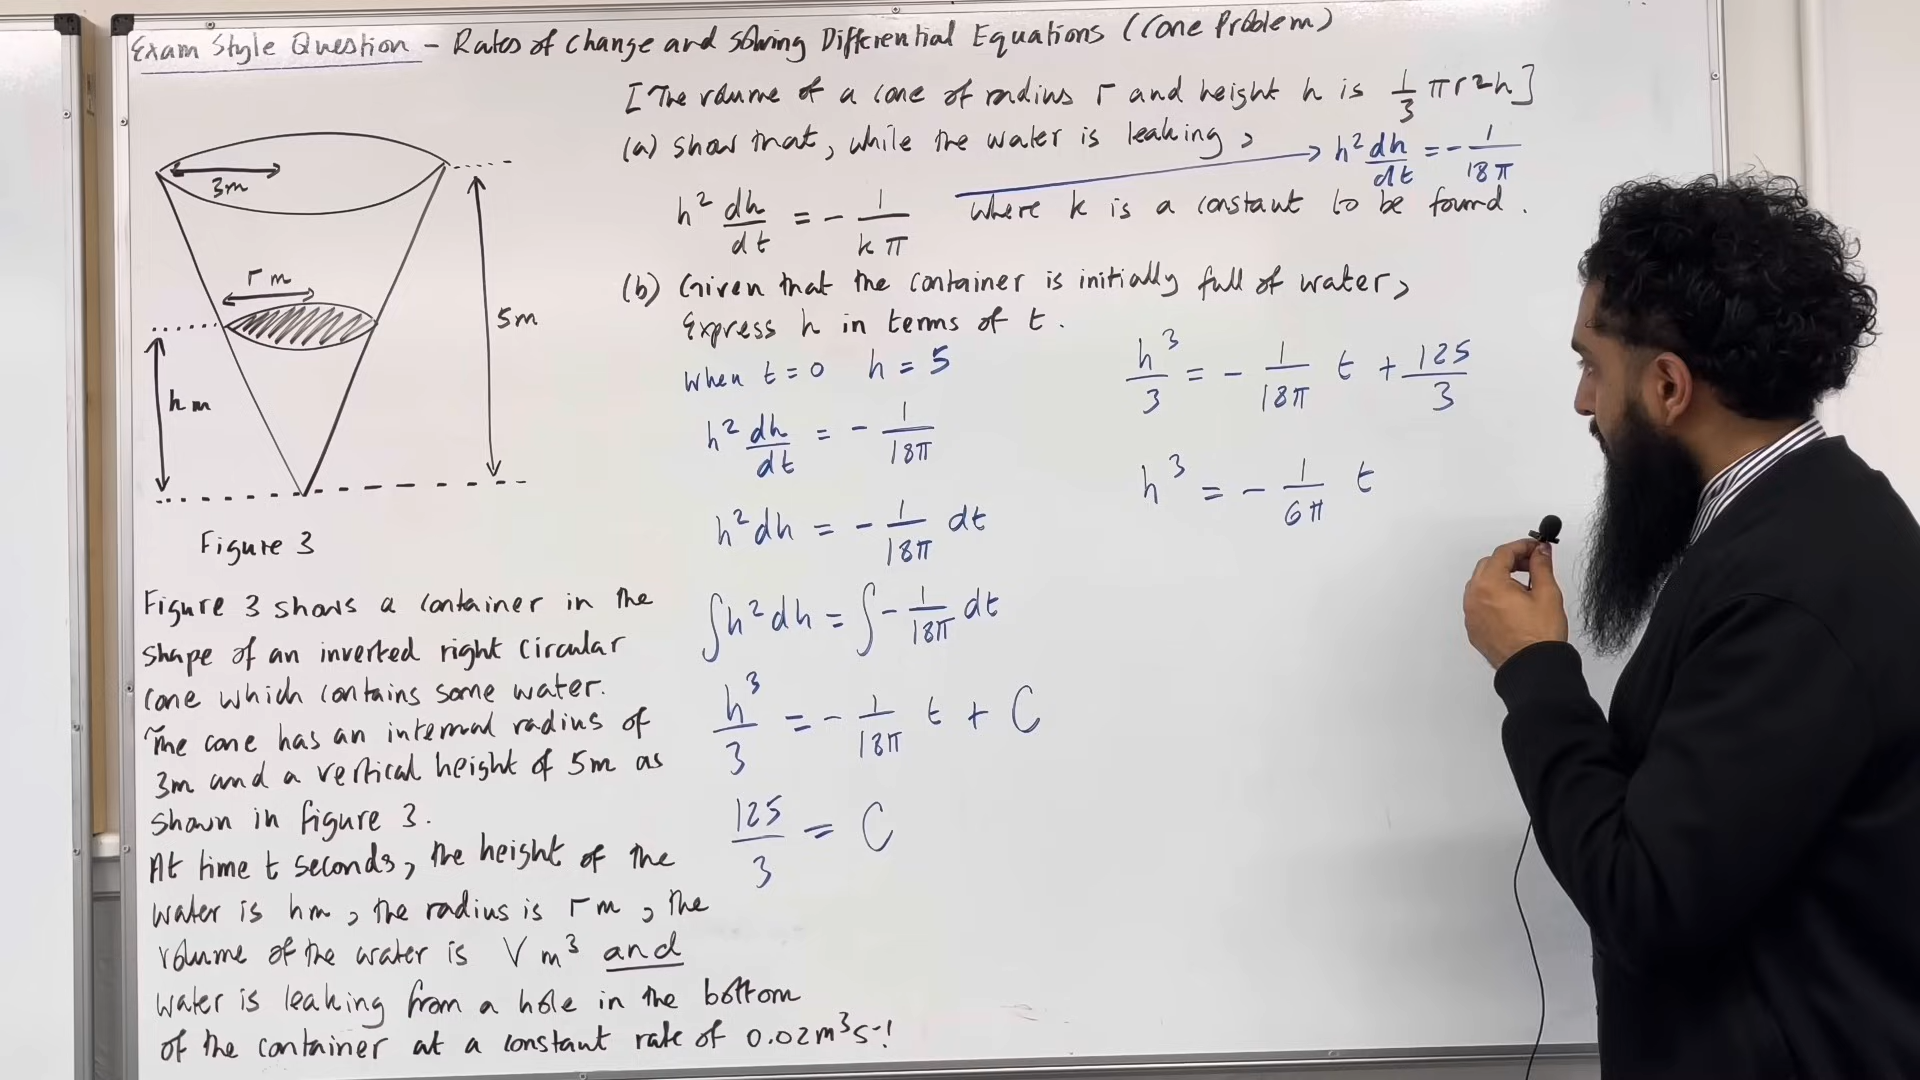 Exam Style Question - Rates of Change and Solving Differential Equations (Cone Problem)
[The volume of a cone of radius r and height h is 1/3 πr2h]
(a) Show that, while the water is leaking,
h² dh/dt = - 1/18π
h² dh/dt = - 1/kπ where k is a constant to be found.
(b) Given that the container is initially full of water,
Express h in terms of t.
when t=0 h = 5
h² dh/dt = - 1/18π
h² dh = - 1/18π dt
∫h² dh = ∫- 1/18π dt
h³/3 = - 1/18π t + C
125/3 = C
h³/3 = - 1/18π t + 125/3
h³ = - 1/6π t
3m
r m
5m
h m
Figure 3
Figure 3 shows a container in the
shape of an inverted right circular
cone which contains some water.
The cone has an internal radius of
3m and a vertical height of 5m as
shown in figure 3.
At time t seconds, the height of the
water is hm, the radius is rm, the
volume of the water is V m³ and
water is leaking from a hole in the bottom
of the container at a constant rate of 0.02m³s-1